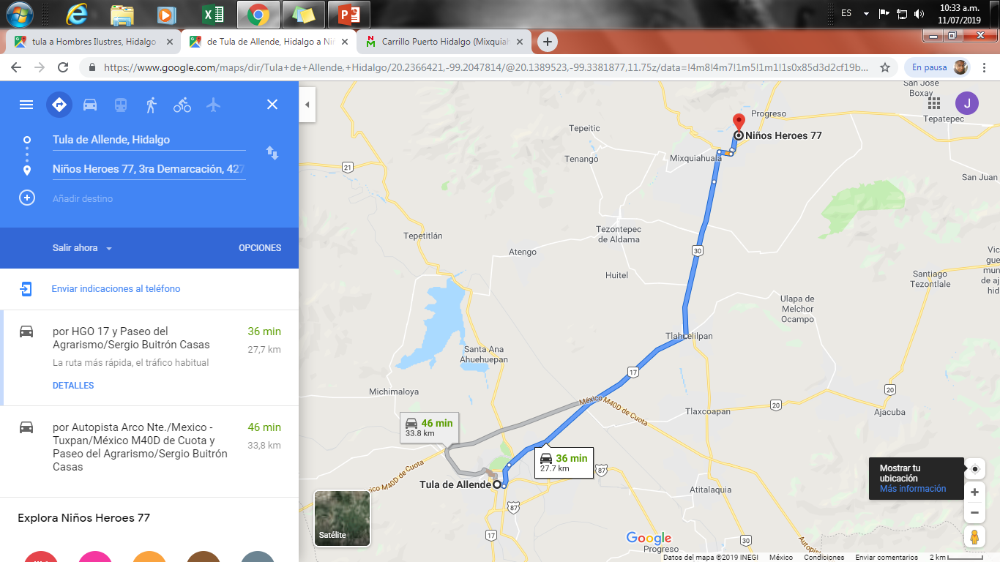 ES
10:33 a.m.
11/07/2019
tula a Hombres Ilustres, Hidalgo
de Tula de Allende, Hidalgo a Niñ
Carrillo Puerto Hidalgo (Mixquiah
https://www.google.com/maps/dir/Tula+de+Allende,+Hidalgo/20.2366421,-99.2047814/@20.1389523,-99.3381877,11.75z/data=!4m8!4m7!1m5!1m1!1s0x85d3d2cf19b...
En pausa
Tula de Allende, Hidalgo
Niños Heroes 77, 3ra Demarcación, 427
Añadir destino
Salir ahora
OPCIONES
Enviar indicaciones al teléfono
por HGO 17 y Paseo del
Agrarismo/Sergio Buitrón Casas
36 min
27,7 km
La ruta más rápida, el tráfico habitual
DETALLES
por Autopista Arco Nte./Mexico -
Tuxpan/México M40D de Cuota y
Paseo del Agrarismo/Sergio Buitrón
Casas
46 min
33,8 km
Explora Niños Heroes 77
San José
Boxay
J
Progreso
Tepatepec
Tepeitic
Niños Heroes 77
Tenango
Mixquiahuala
21
San Juan
Tezontepec
de Aldama
Tepetitlán
Atengo
30
Huitel
Vic
gue
mun
de aj
hid
Santiago
Tezontlale
Ulapa de
Melchor
Ocampo
Tlahuelilpan
Santa Ana
Ahuehuepan
17
Michimaloya
México M40D de Cuota
20
20
Tlaxcoapan
Ajacuba
46 min
33.8 km
36 min
27.7 km
87
México M40D de Cuota
Tula de Allende
Atitalaquia
87
17
30
Mostrar tu
ubicación
Más información
Satélite
Google
Progreso
Autopis
Datos del mapa ©2019 INEGI
México
Condiciones
Enviar comentarios
2 km